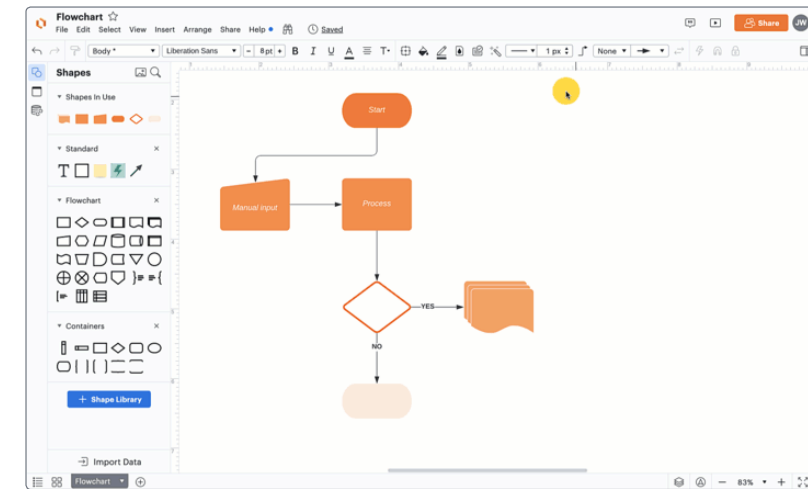 Flowchart
File Edit Select View Insert Arrange Share Help
Saved
Share
JW
Body *
Liberation Sans
8 pt
B I U A
T
1 px
None
Shapes
Shapes In Use
Standard
T
Flowchart
Containers
+ Shape Library
Import Data
Flowchart
Start
Manual input
Process
YES
NO
83%